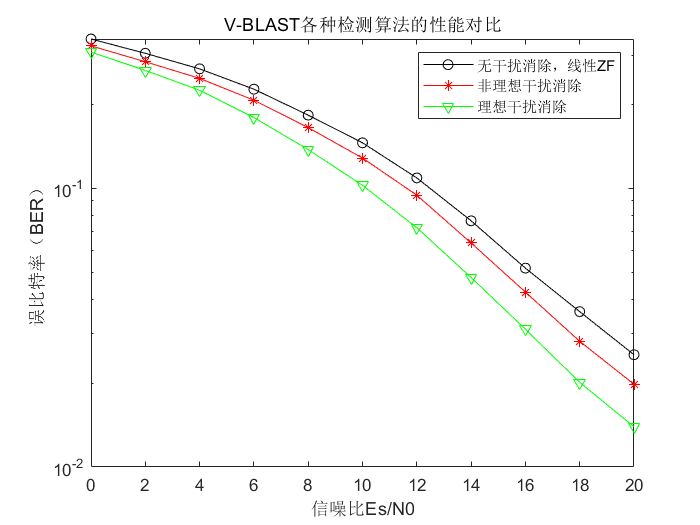 V-BLAST各种检测算法的性能对比
无干扰消除，线性ZF
非理想干扰消除
理想干扰消除
误比特率（BER）
10-1
10-2
0 2 4 6 8 10 12 14 16 18 20
信噪比Es/N0